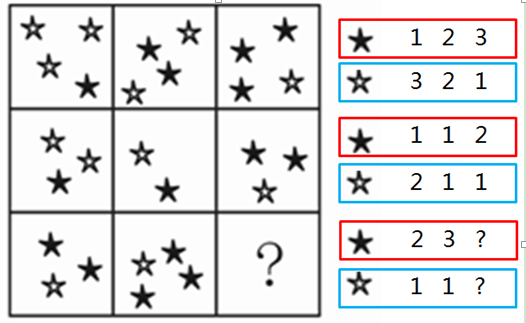 ★ 1 2 3
☆ 3 2 1
★ 1 1 2
☆ 2 1 1
?
★ 2 3 ?
☆ 1 1 ?